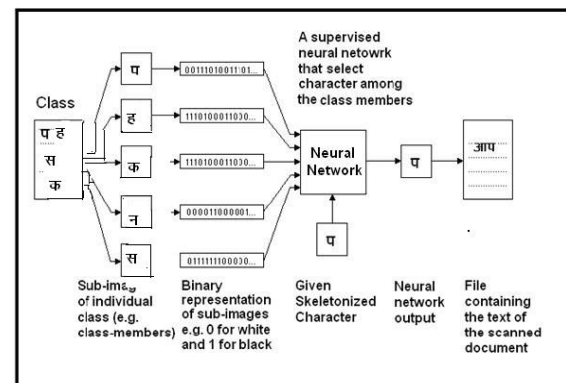 A supervised
neural netowrk
that select
character among
the class members
Class
प ह
स
क
प
ह
क
न
स
00111010011101...
1110100011030...
1110100011030...
000011000001...
0111111100030...
Neural
Network
प
प
आप
Sub-imag
of individual
class (e.g.
class-members)
Binary
representation
of sub-images
e.g. 0 for white
and 1 for black
Given
Skeletonized
Character
Neural
network
output
File
containing
the text of
the scanned
document